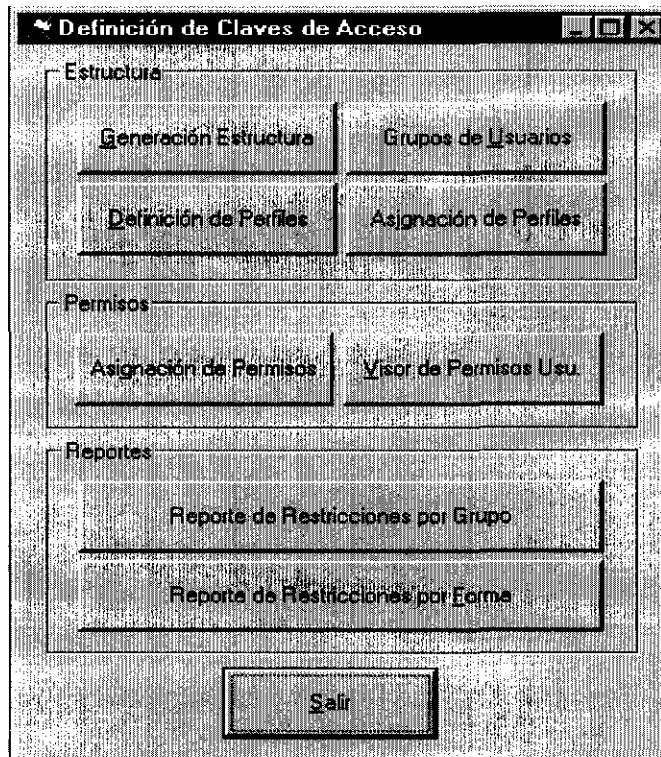 Definición de Claves de Acceso
Estructura
Generación Estructura
Grupos de Usuarios
Definición de Perfiles
Asignación de Perfiles
Permisos
Asignación de Permisos
Visor de Permisos Usu.
Reportes
Reporte de Restricciones por Grupo
Reporte de Restricciones por Forma
Salir